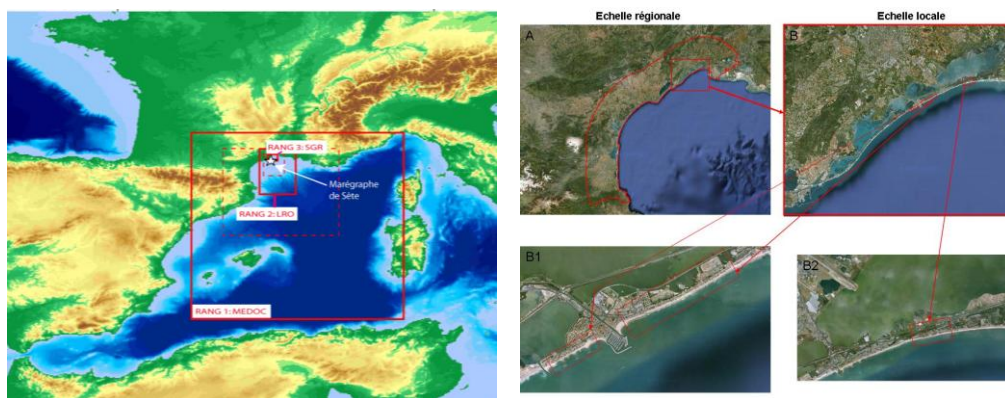 RANG 3: SGR
Marégraphe
de Sète
RANG 2: LRO
RANG 1: MEDOC
Echelle régionale
Echelle locale
A
B
B1
B2